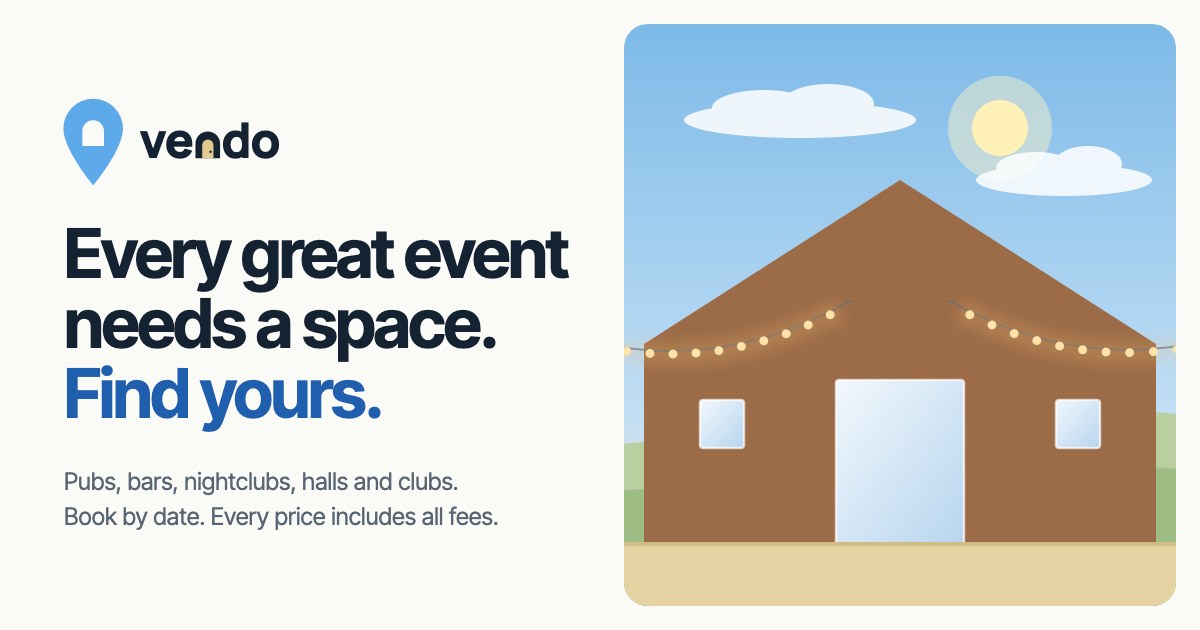 vendo
Every great event
needs a space.
Find yours.
Pubs, bars, nightclubs, halls and clubs.
Book by date. Every price includes all fees.